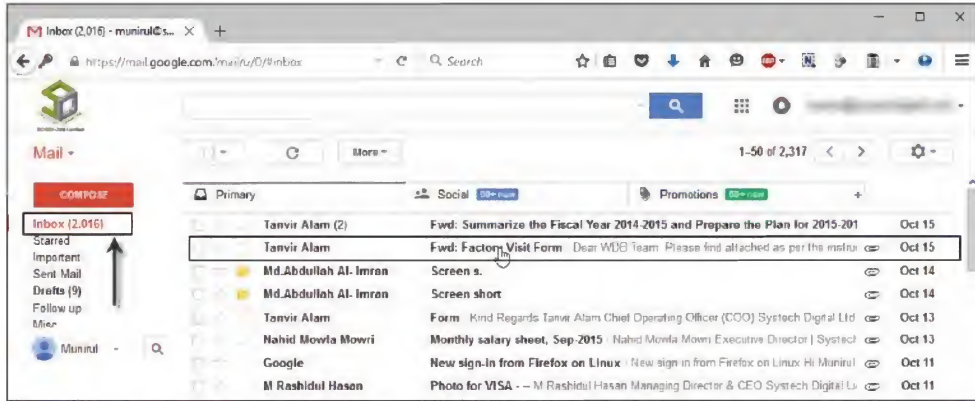 Inbox (2,016) - munirul@s... × +
https://mail.google.com/mail/u/0/#inbox
Search
ABP
N
Mail
More
1–50 of 2,317 < >
COMPOSE
Primary
Social 50+ new
Promotions 50+ new +
Inbox (2,016)
Starred
Important
Sent Mail
Drafts (9)
Follow up
Misc
Munirul
Tanvir Alam (2) Fwd: Summarize the Fiscal Year 2014-2015 and Prepare the Plan for 2015-201 Oct 15
Tanvir Alam Fwd: Factory Visit Form Dear WDB Team Please find attached as per the instru Oct 15
Md.Abdullah Al- Imran Screen s. Oct 14
Md.Abdullah Al- Imran Screen short Oct 14
Tanvir Alam Form Kind Regards Tanvir Alam Chief Operating Officer (COO) Systech Digital Ltd Oct 13
Nahid Mowla Mowri Monthly salary sheet, Sep-2015 Nahid Mowla Mowri Executive Director | Systech Oct 13
Google New sign-in from Firefox on Linux New sign-in from Firefox on Linux Hi Munirul Oct 11
M Rashidul Hasan Photo for VISA - – M Rashidul Hasan Managing Director & CEO Systech Digital Li Oct 11